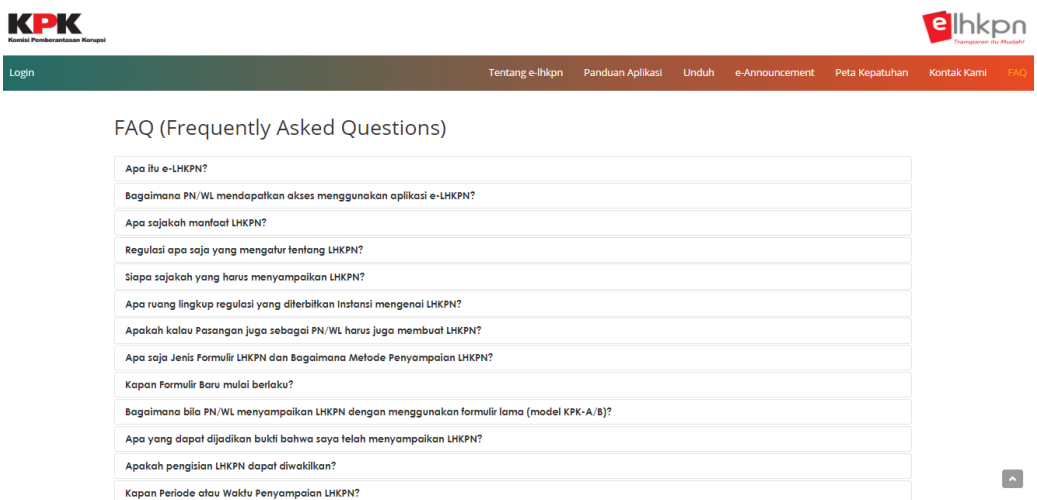 KPK
Komisi Pemberantasan Korupsi
elhkpn
Transparan itu Mudah!
Login
Tentang e-lhkpn
Panduan Aplikasi
Unduh
e-Announcement
Peta Kepatuhan
Kontak Kami
FAQ
FAQ (Frequently Asked Questions)
Apa itu e-LHKPN?
Bagaimana PN/WL mendapatkan akses menggunakan aplikasi e-LHKPN?
Apa sajakah manfaat LHKPN?
Regulasi apa saja yang mengatur tentang LHKPN?
Siapa sajakah yang harus menyampaikan LHKPN?
Apa ruang lingkup regulasi yang diterbitkan Instansi mengenai LHKPN?
Apakah kalau Pasangan juga sebagai PN/WL harus juga membuat LHKPN?
Apa saja Jenis Formulir LHKPN dan Bagaimana Metode Penyampaian LHKPN?
Kapan Formulir Baru mulai berlaku?
Bagaimana bila PN/WL menyampaikan LHKPN dengan menggunakan formulir lama (model KPK-A/B)?
Apa yang dapat dijadikan bukti bahwa saya telah menyampaikan LHKPN?
Apakah pengisian LHKPN dapat diwakilkan?
Kapan Periode atau Waktu Penyampaian LHKPN?